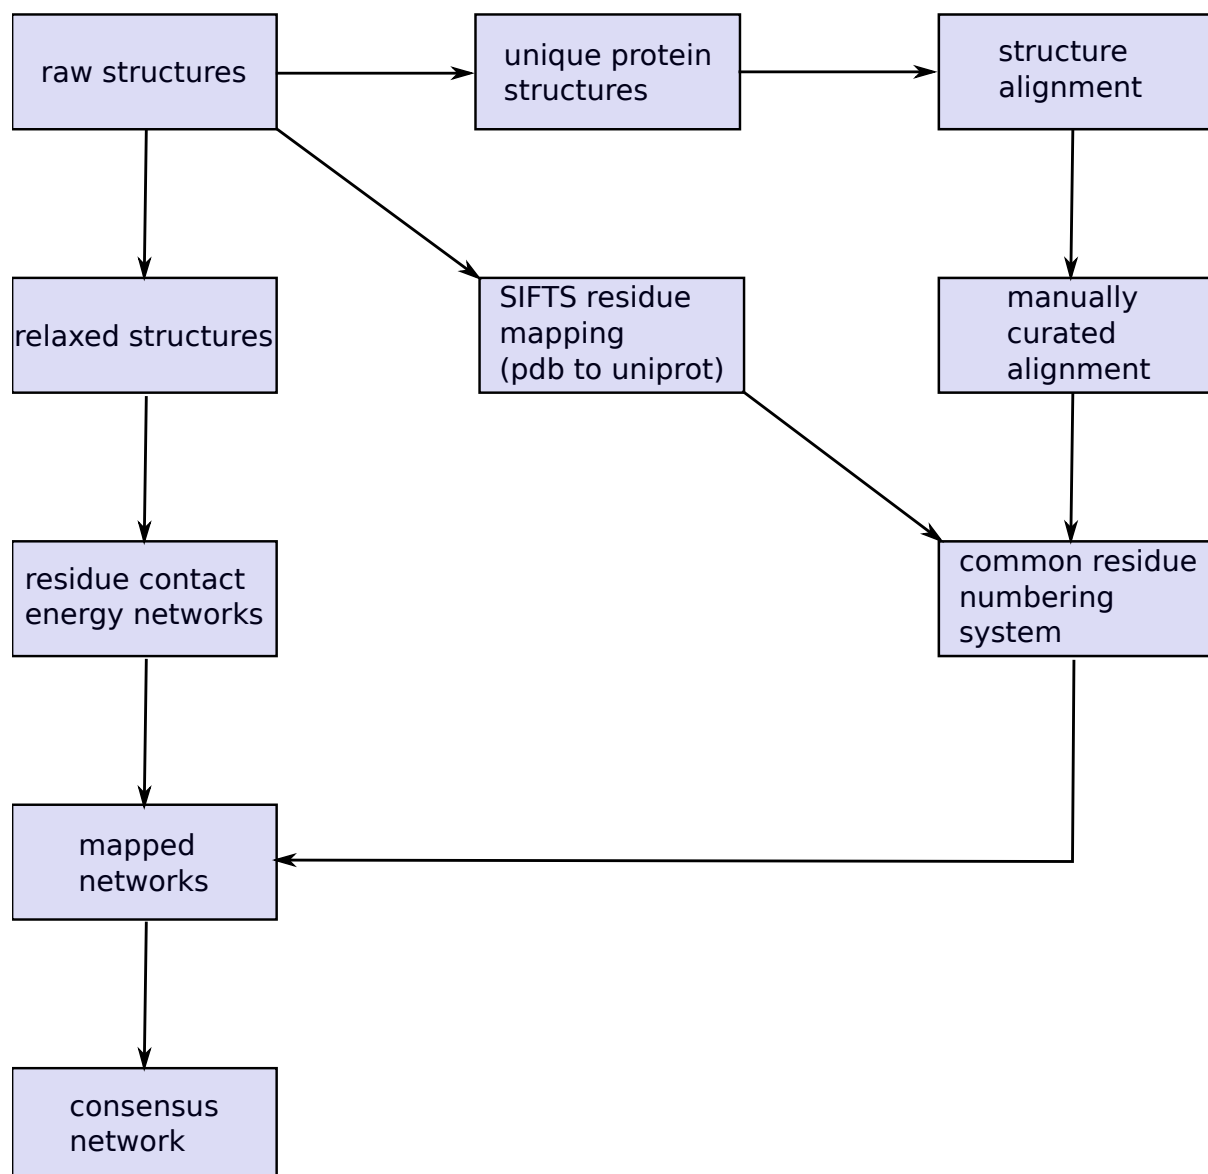 raw structures
unique protein
structures
structure
alignment
relaxed structures
SIFTS residue
mapping
(pdb to uniprot)
manually
curated
alignment
residue contact
energy networks
common residue
numbering
system
mapped
networks
consensus
network